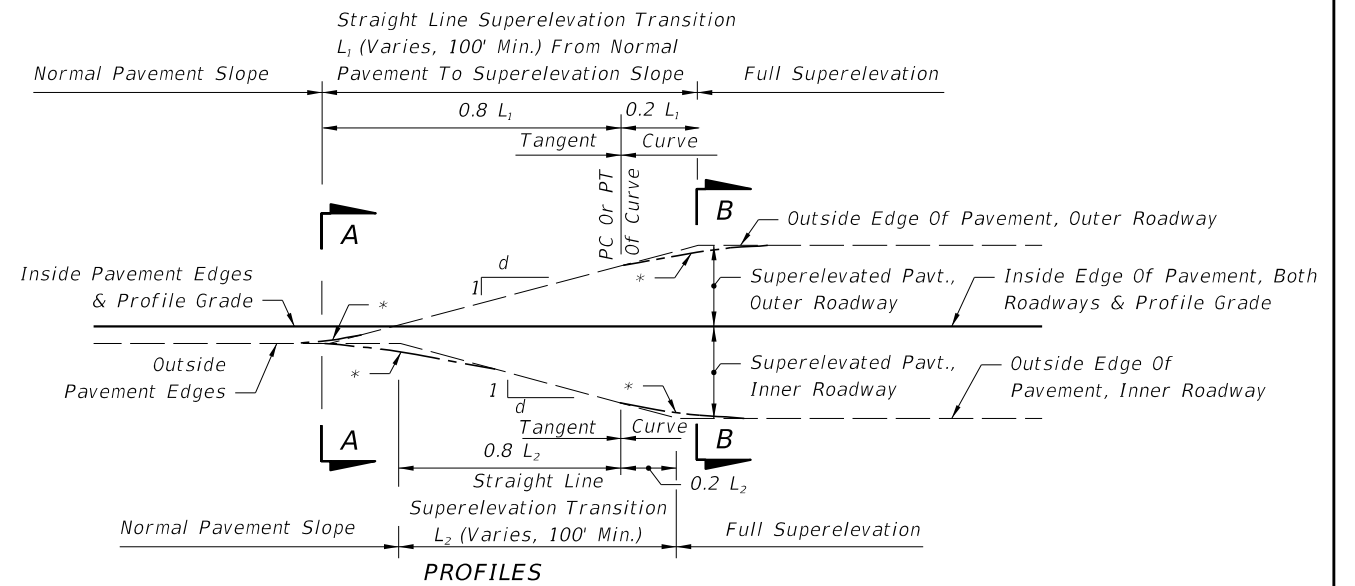 Straight Line Superelevation Transition
L₁ (Varies, 100' Min.) From Normal
Pavement To Superelevation Slope
Normal Pavement Slope
Full Superelevation
0.8 L₁
0.2 L₁
Tangent
Curve
PC Or PT
Of Curve
A
B
Outside Edge Of Pavement, Outer Roadway
d
1
*
*
Inside Pavement Edges
& Profile Grade
Superelevated Pavt.,
Outer Roadway
Inside Edge Of Pavement, Both
Roadways & Profile Grade
Outside
Pavement Edges
*
1
d
*
Superelevated Pavt.,
Inner Roadway
Outside Edge Of
Pavement, Inner Roadway
A
Tangent
Curve
B
0.8 L₂
0.2 L₂
Straight Line
Superelevation Transition
L₂ (Varies, 100' Min.)
Normal Pavement Slope
Full Superelevation
PROFILES